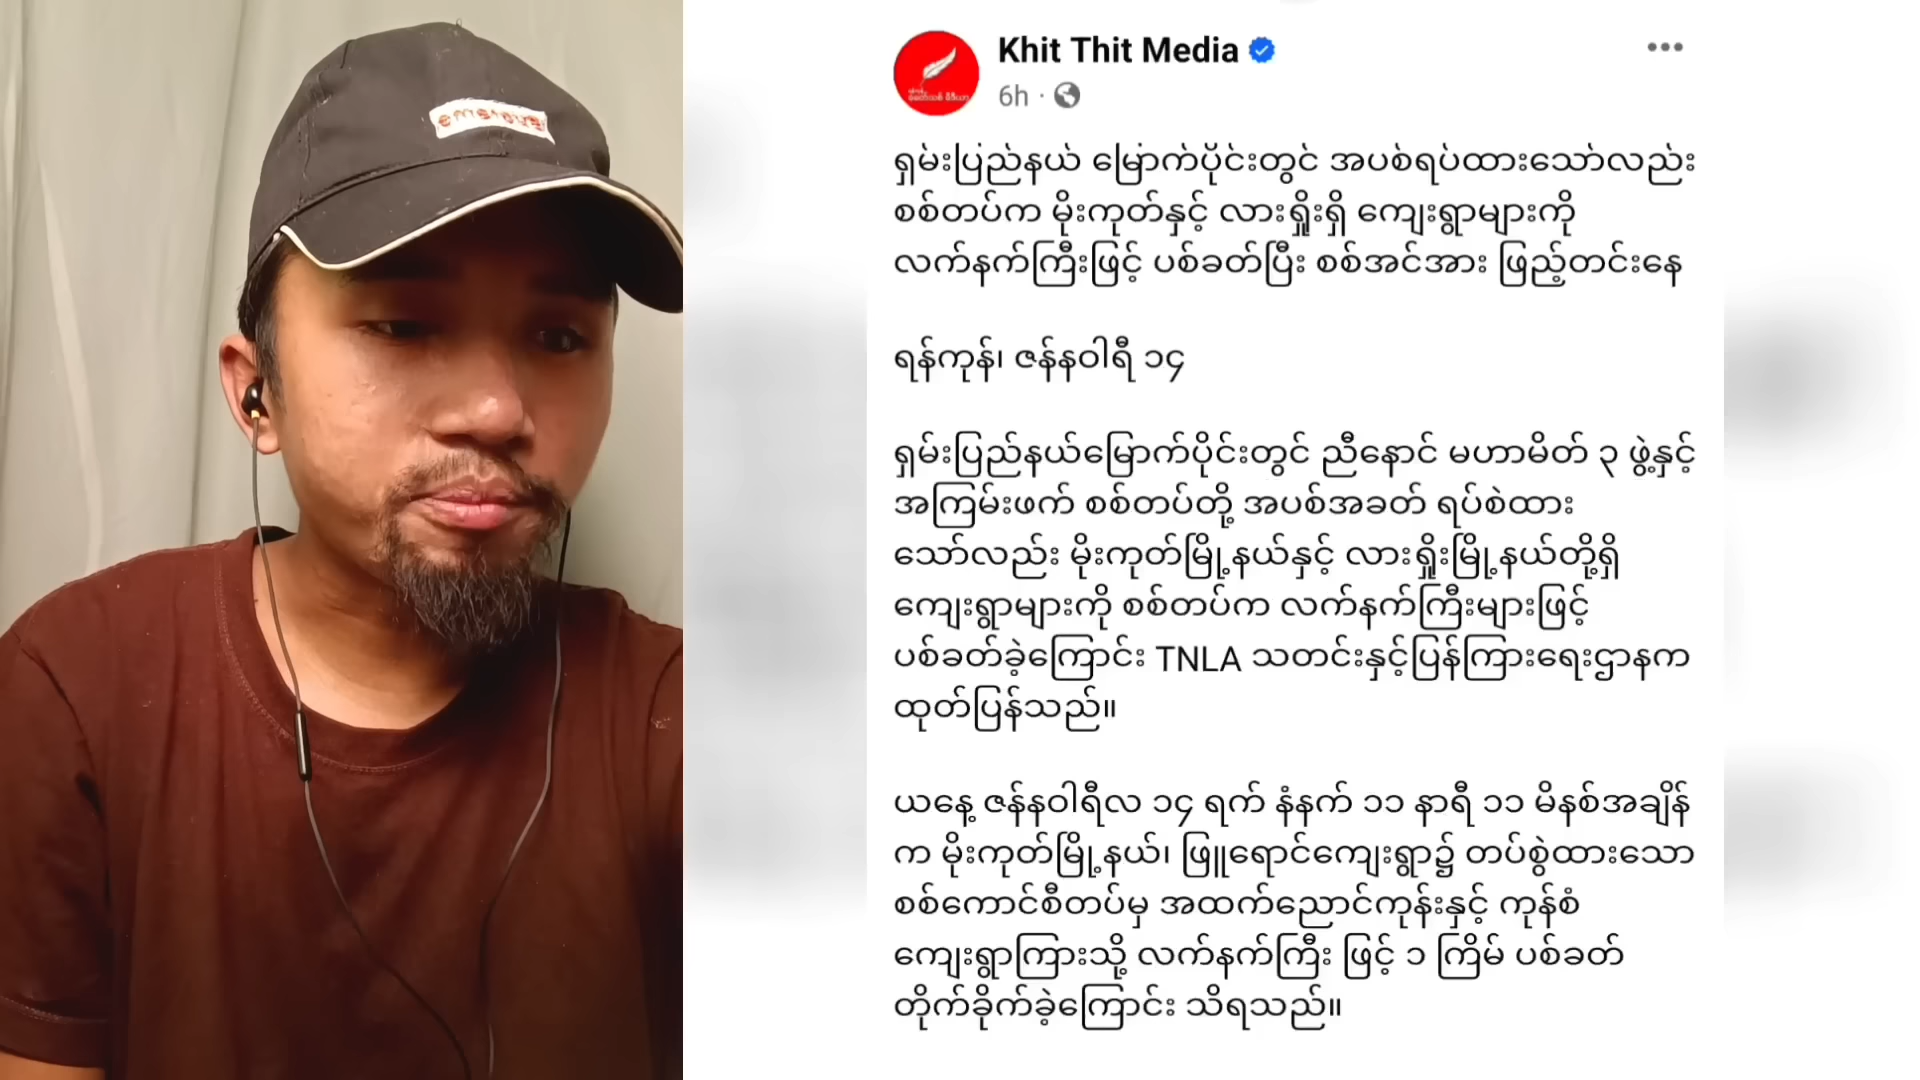 Khit Thit Media
6h
ရှမ်းပြည်နယ် မြောက်ပိုင်းတွင် အပစ်ရပ်ထားသော်လည်း
စစ်တပ်က မိုးကုတ်နှင့် လားရှိုးရှိ ကျေးရွာများကို
လက်နက်ကြီးဖြင့် ပစ်ခတ်ပြီး စစ်အင်အား ဖြည့်တင်းနေ
ရန်ကုန်၊ ဇန်နဝါရီ ၁၄
ရှမ်းပြည်နယ်မြောက်ပိုင်းတွင် ညီနောင် မဟာမိတ် ၃ ဖွဲ့နှင့်
အကြမ်းဖက် စစ်တပ်တို့ အပစ်အခတ် ရပ်စဲထား
သော်လည်း မိုးကုတ်မြို့နယ်နှင့် လားရှိုးမြို့နယ်တို့ရှိ
ကျေးရွာများကို စစ်တပ်က လက်နက်ကြီးများဖြင့်
ပစ်ခတ်ခဲ့ကြောင်း TNLA သတင်းနှင့်ပြန်ကြားရေးဌာနက
ထုတ်ပြန်သည်။
ယနေ့ ဇန်နဝါရီလ ၁၄ ရက် နံနက် ၁၁ နာရီ ၁၁ မိနစ်အချိန်
က မိုးကုတ်မြို့နယ်၊ ဖြူရောင်ကျေးရွာ၌ တပ်စွဲထားသော
စစ်ကောင်စီတပ်မှ အထက်ညောင်ကုန်းနှင့် ကုန်စံ
ကျေးရွာကြားသို့ လက်နက်ကြီး ဖြင့် ၁ ကြိမ် ပစ်ခတ်
တိုက်ခိုက်ခဲ့ကြောင်း သိရသည်။